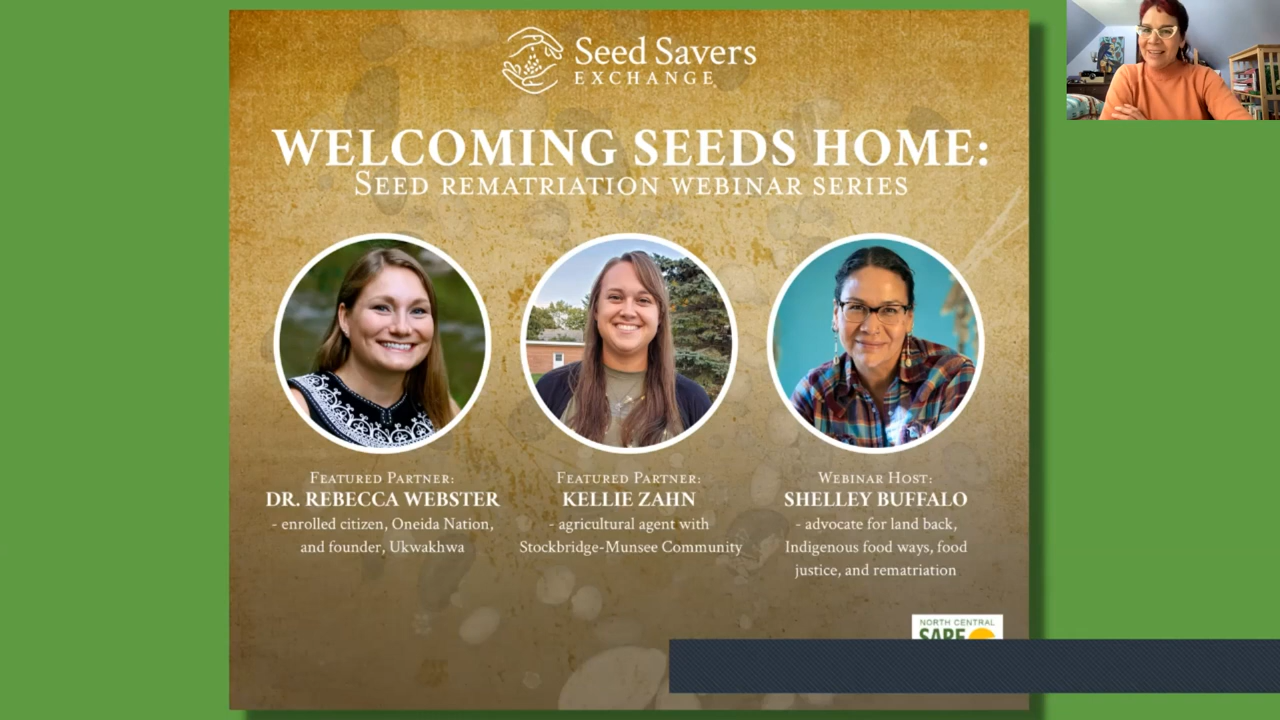 Seed Savers
EXCHANGE
WELCOMING SEEDS HOME:
SEED REMATRIATION WEBINAR SERIES
FEATURED PARTNER:
DR. REBECCA WEBSTER
- enrolled citizen, Oneida Nation,
and founder, Ukwakhwa
FEATURED PARTNER:
KELLIE ZAHN
- agricultural agent with
Stockbridge-Munsee Community
WEBINAR HOST:
SHELLEY BUFFALO
- advocate for land back,
Indigenous food ways, food
justice, and rematriation
NORTH CENTRAL
SARE